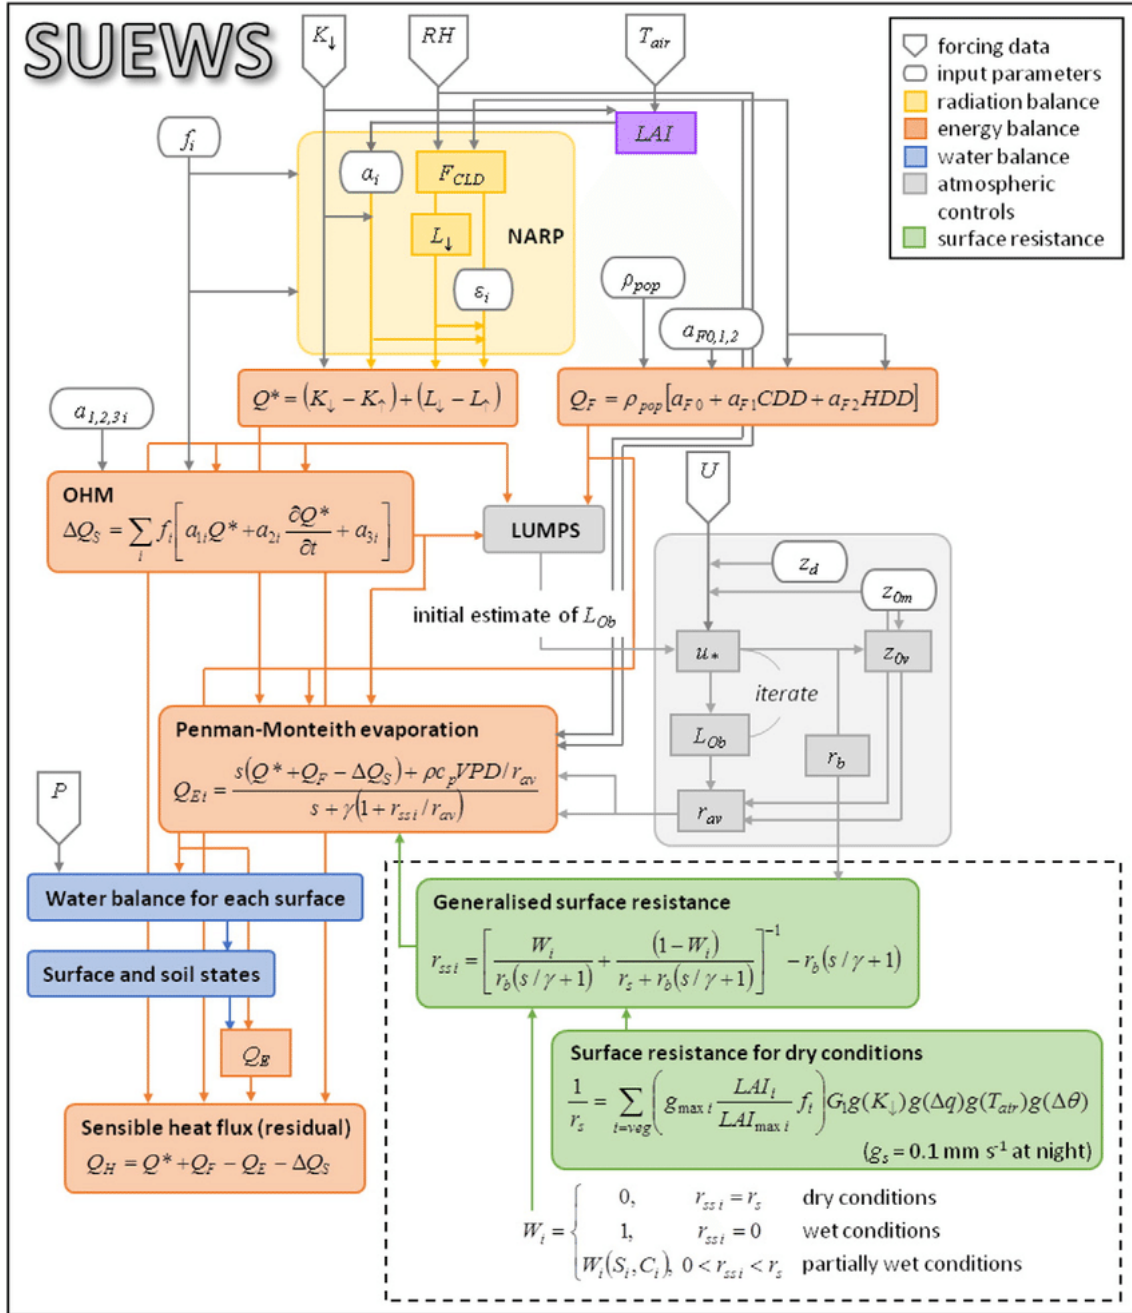 SUEWS
K↓
RH
T_air
forcing data
input parameters
radiation balance
energy balance
water balance
atmospheric
controls
surface resistance
f_i
LAI
α_i
F_CLD
L↓
NARP
ε_i
ρ_pop
a_F0,1,2
Q* = (K↓ − K↑) + (L↓ − L↑)
Q_F = ρ_pop[a_F0 + a_F1CDD + a_F2HDD]
a_1,2,3i
U
OHM
ΔQ_S = ∑_i f_i[a_1iQ* + a_2i ∂Q*/∂t + a_3i]
LUMPS
z_d
z_0m
initial estimate of L_Ob
u_*
z_0v
iterate
L_Ob
r_b
r_av
Penman-Monteith evaporation
Q_Ei = s(Q* + Q_F − ΔQ_S) + ρc_pVPD/r_av / s + γ(1 + r_ssi/r_av)
P
Water balance for each surface
Surface and soil states
Q_E
Sensible heat flux (residual)
Q_H = Q* + Q_F − Q_E − ΔQ_S
Generalised surface resistance
r_ssi = [W_i / r_b(s/γ + 1) + (1 − W_i) / r_s + r_b(s/γ + 1)]^−1 − r_b(s/γ + 1)
Surface resistance for dry conditions
1/r_s = ∑_i=veg (g_max i LAI_i/LAI_max i f_i)G_1g(K↓)g(Δq)g(T_air)g(Δθ)
(g_s = 0.1 mm s⁻¹ at night)
W_i = { 0, r_ssi = r_s dry conditions
1, r_ssi = 0 wet conditions
W_i(S_i, C_i), 0 < r_ssi < r_s partially wet conditions